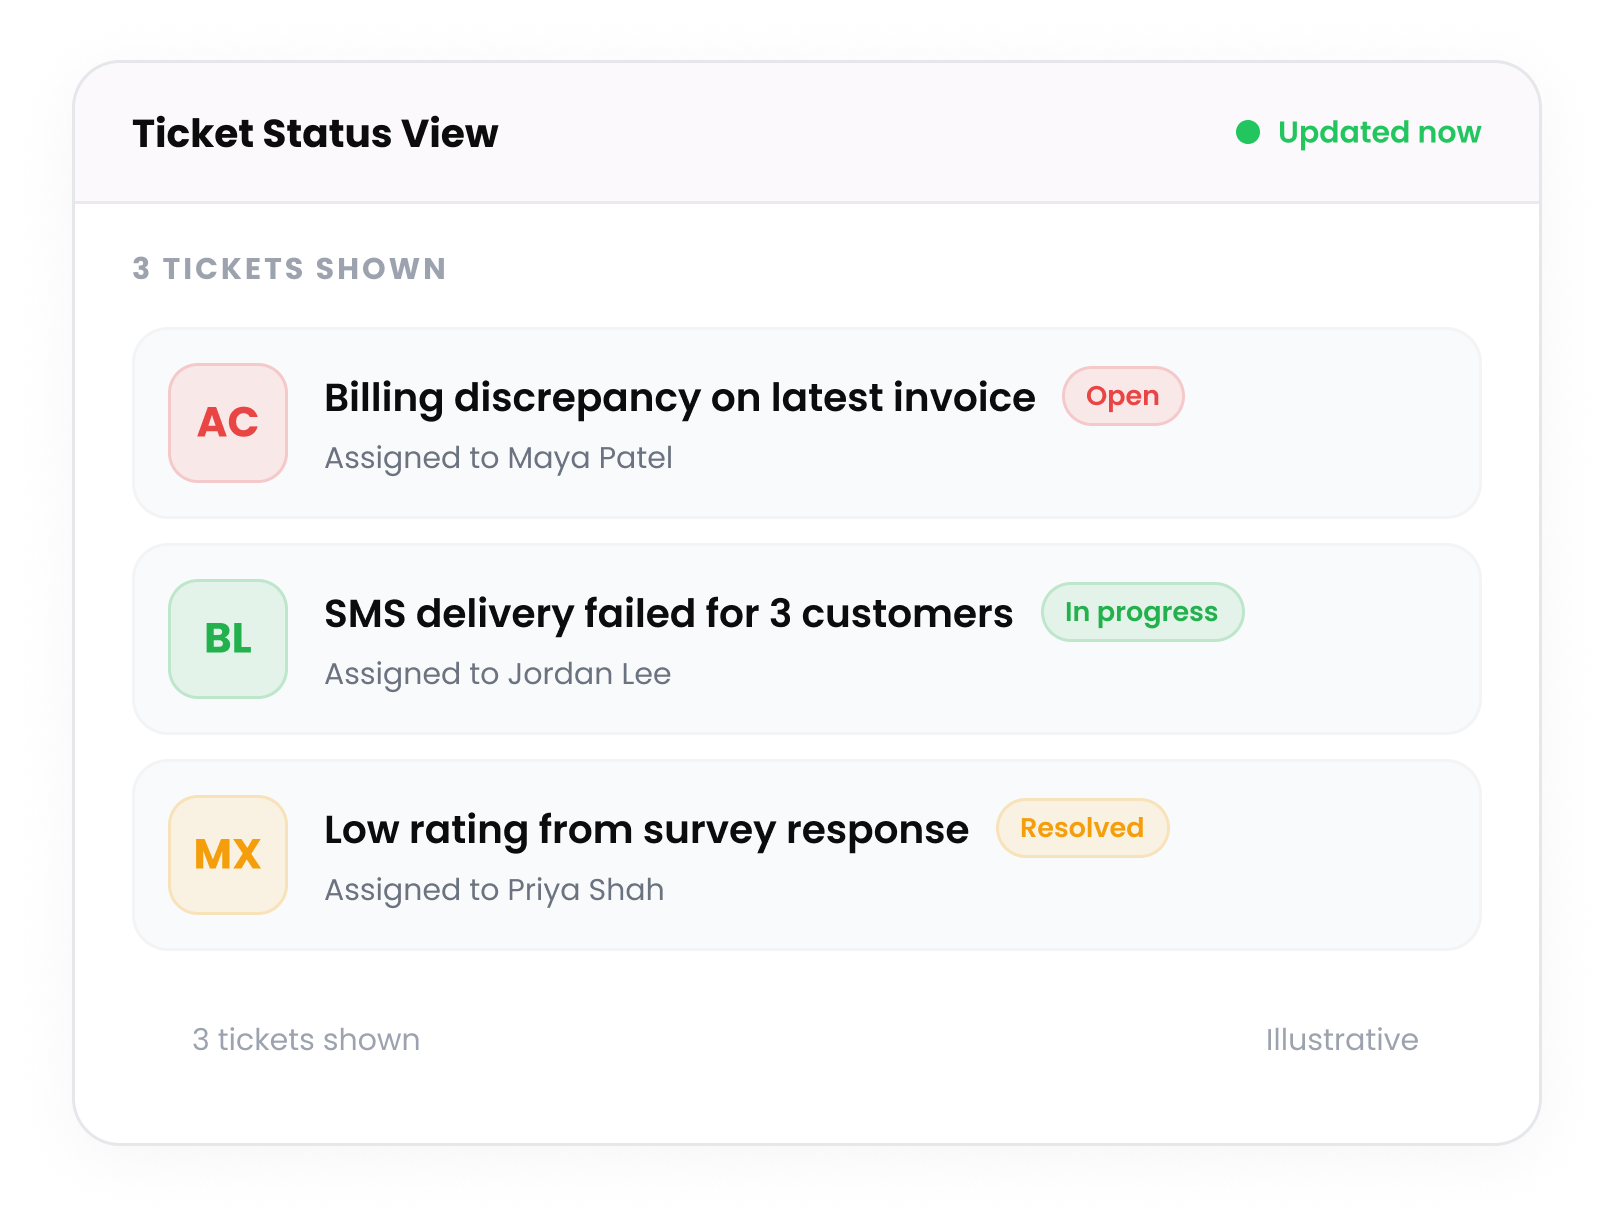 Ticket Status View
Updated now
3 TICKETS SHOWN
AC
Billing discrepancy on latest invoice
Open
Assigned to Maya Patel
BL
SMS delivery failed for 3 customers
In progress
Assigned to Jordan Lee
MX
Low rating from survey response
Resolved
Assigned to Priya Shah
3 tickets shown
Illustrative